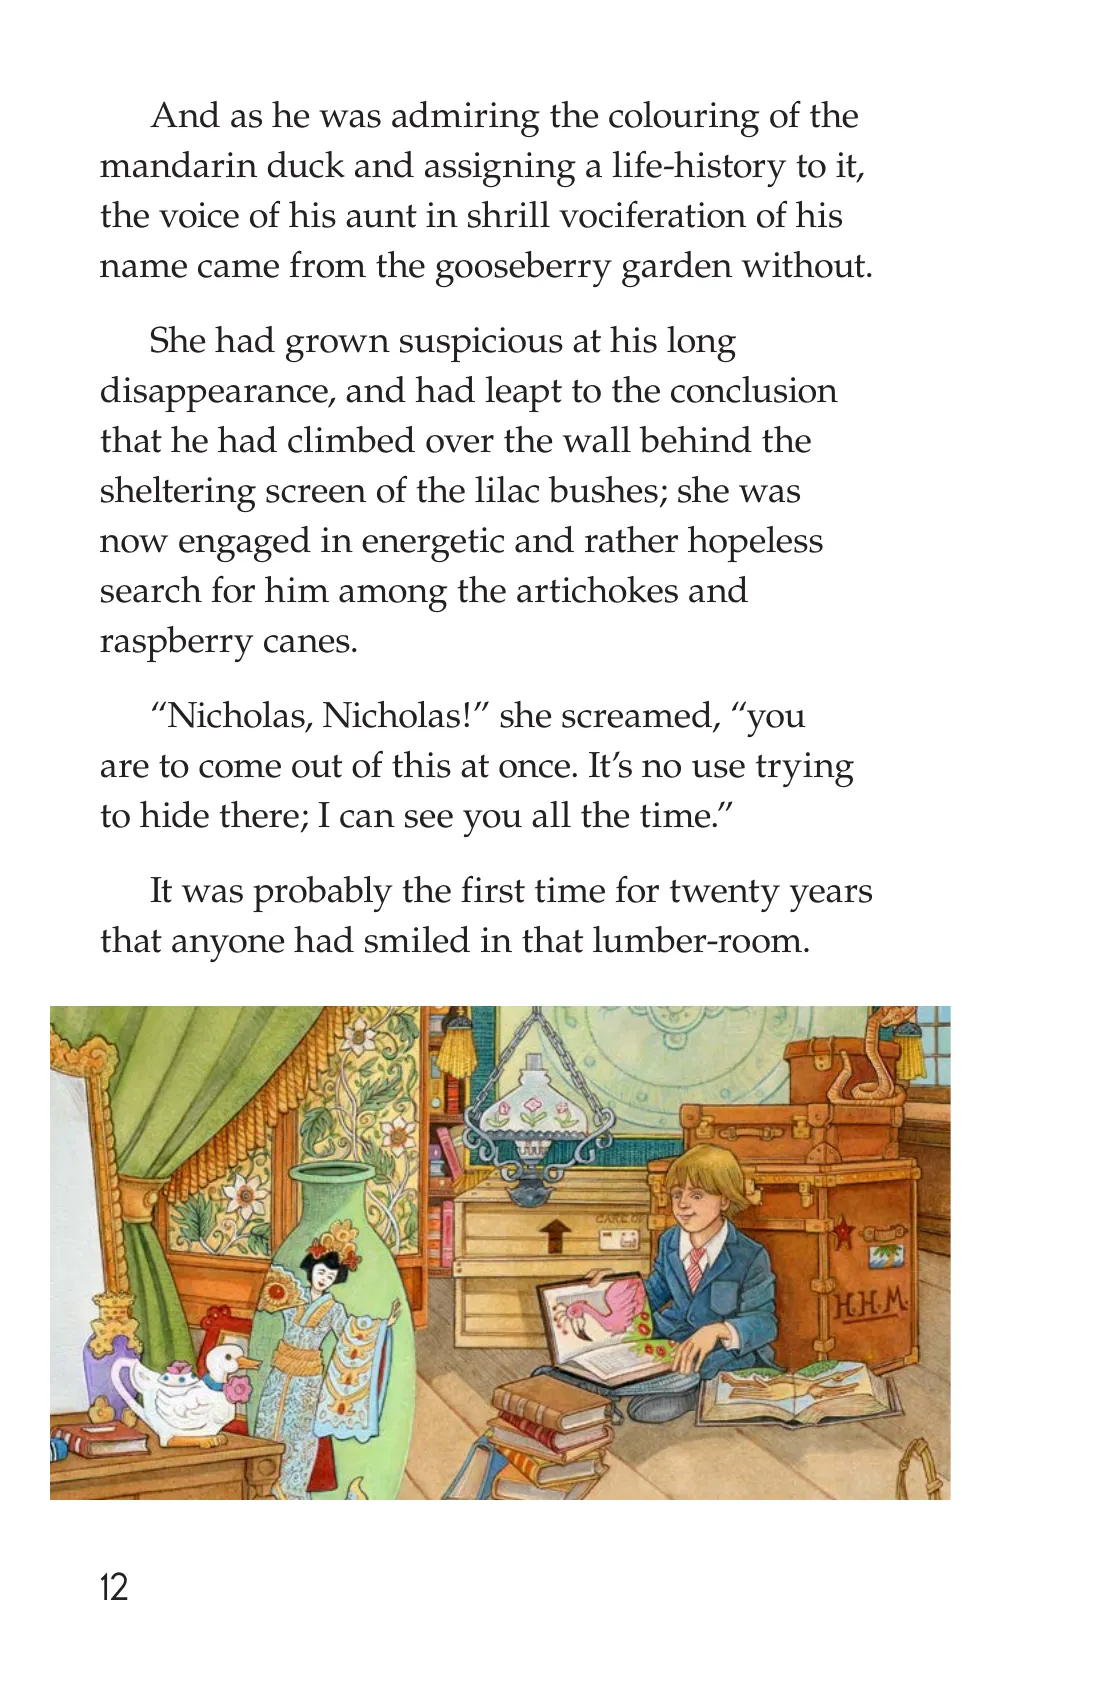 And as he was admiring the colouring of the
mandarin duck and assigning a life-history to it,
the voice of his aunt in shrill vociferation of his
name came from the gooseberry garden without.
She had grown suspicious at his long
disappearance, and had leapt to the conclusion
that he had climbed over the wall behind the
sheltering screen of the lilac bushes; she was
now engaged in energetic and rather hopeless
search for him among the artichokes and
raspberry canes.
“Nicholas, Nicholas!” she screamed, “you
are to come out of this at once. It’s no use trying
to hide there; I can see you all the time.”
It was probably the first time for twenty years
that anyone had smiled in that lumber-room.
CARE OF
H.H.M.
12